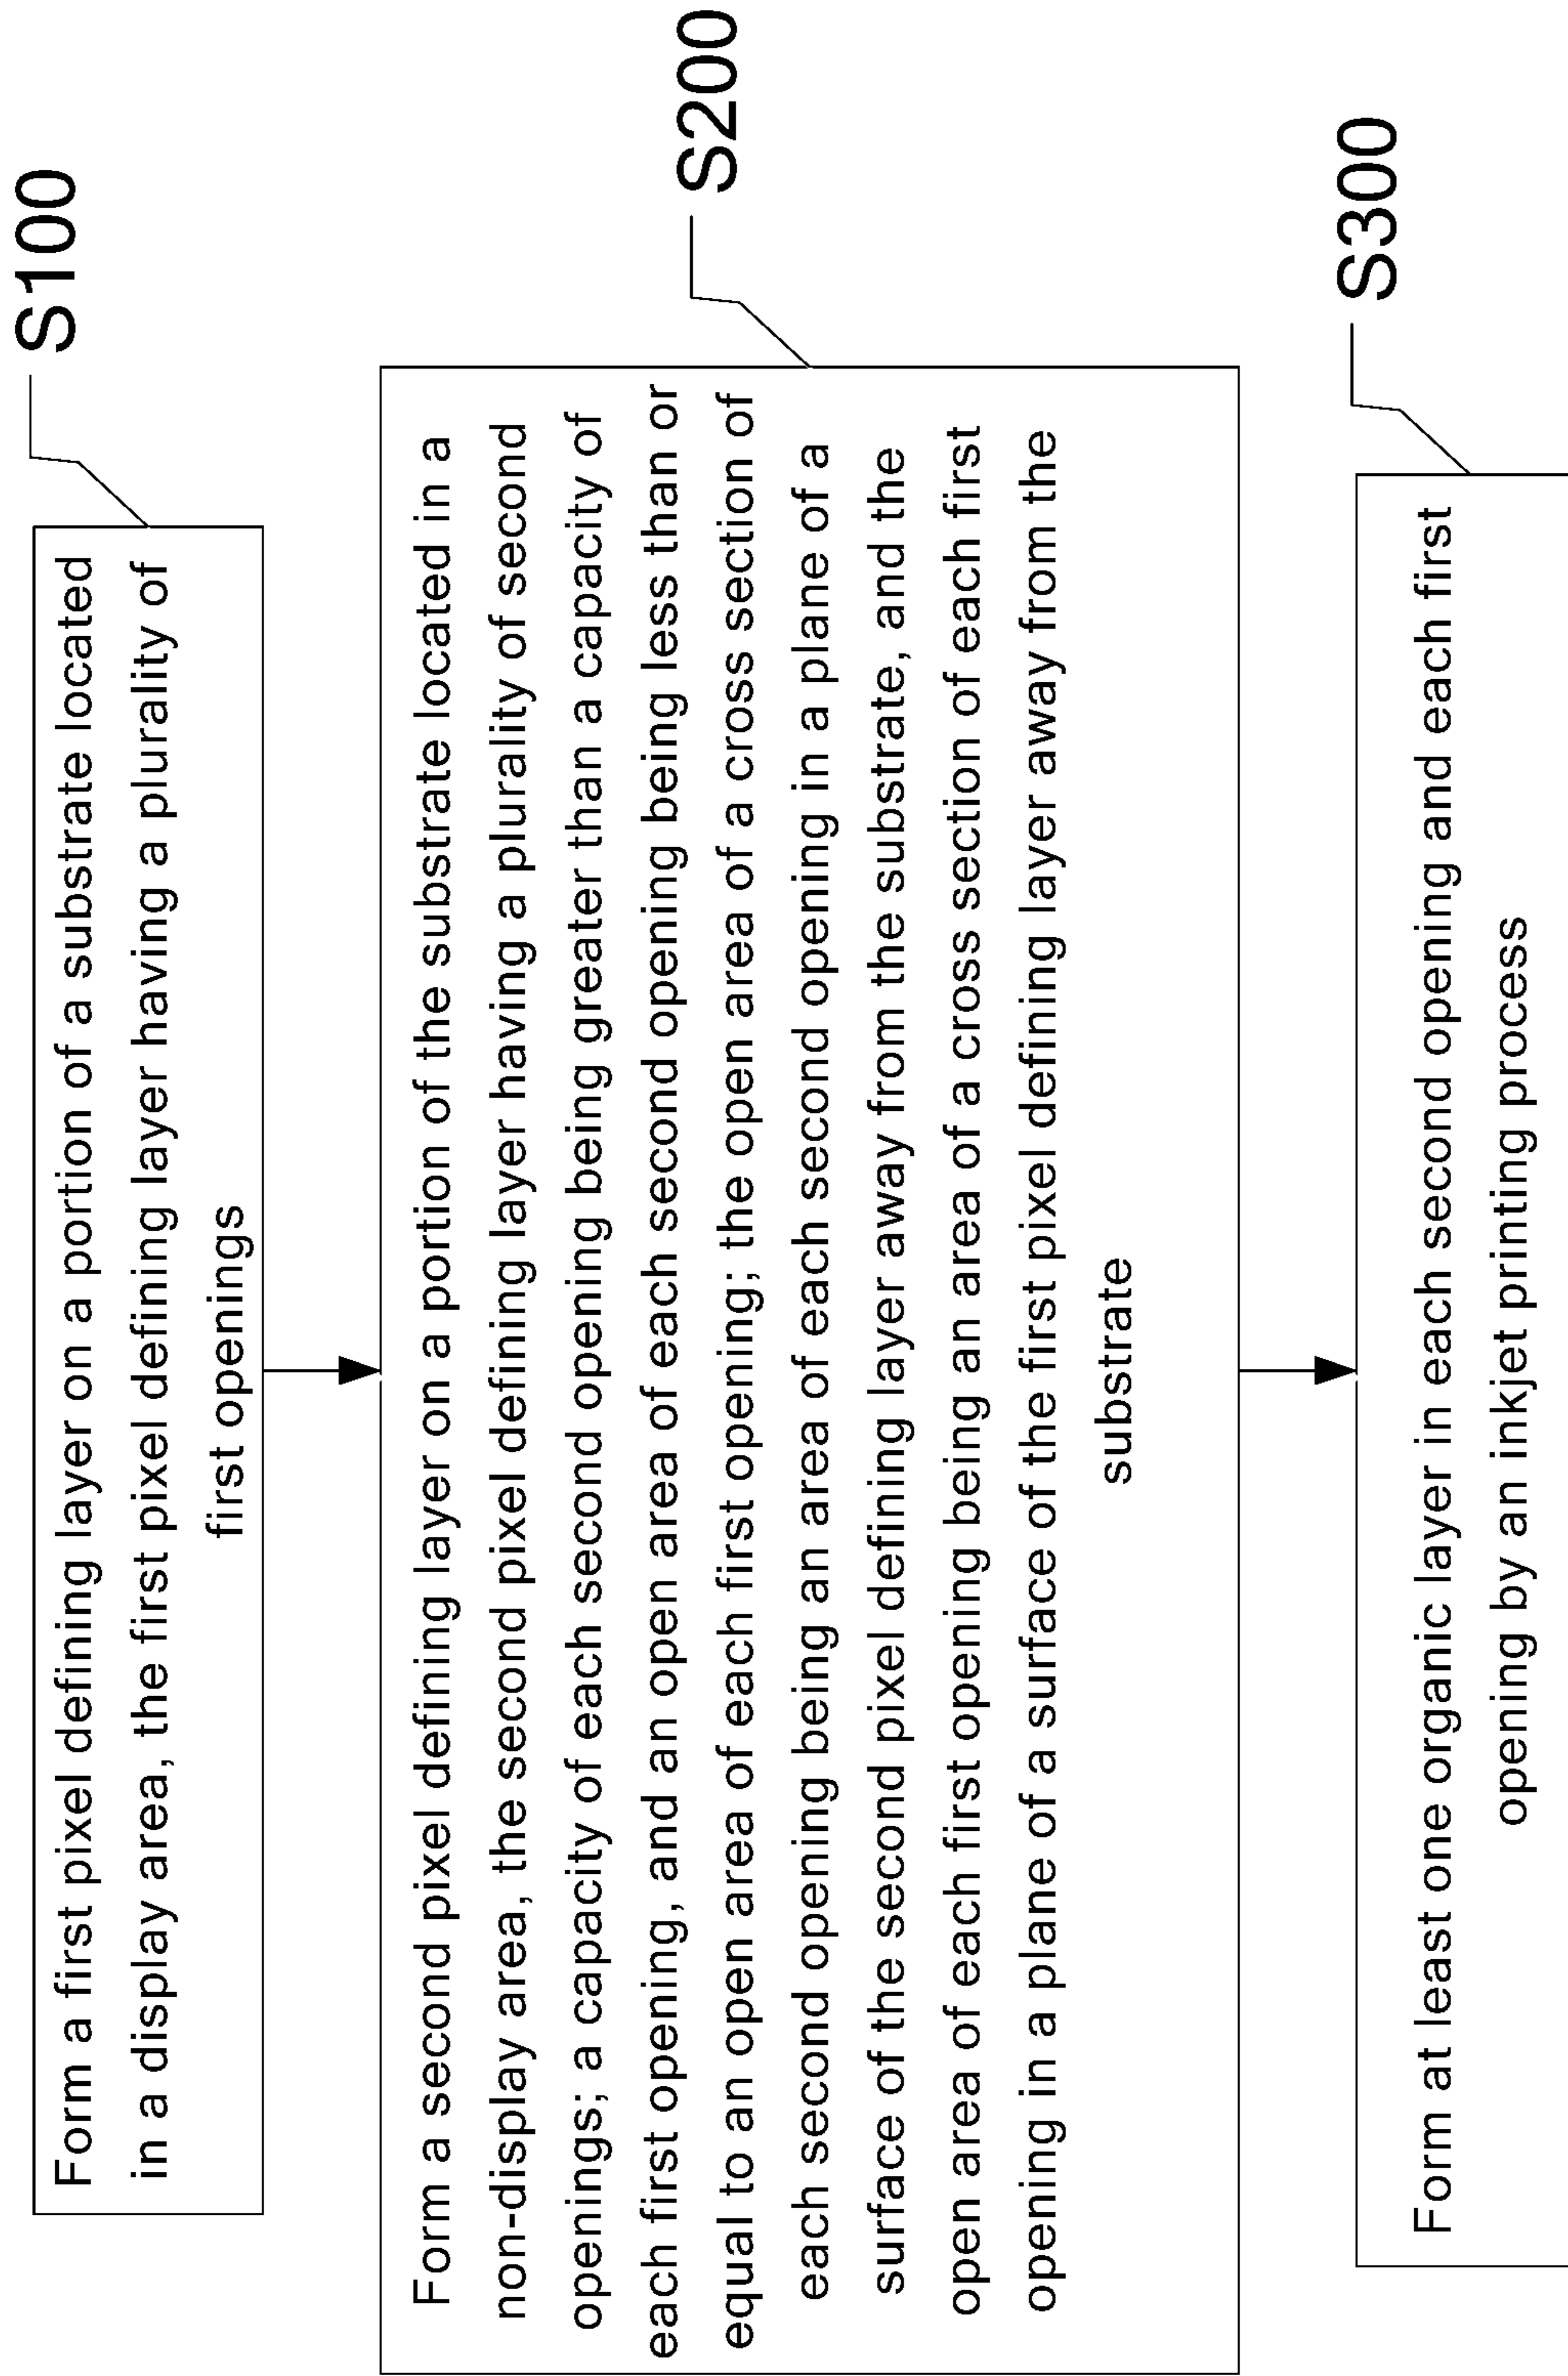 S100
Form a first pixel defining layer on a portion of a substrate located
in a display area, the first pixel defining layer having a plurality of
first openings
S200
Form a second pixel defining layer on a portion of the substrate located in a
non-display area, the second pixel defining layer having a plurality of second
openings; a capacity of each second opening being greater than a capacity of
each first opening, and an open area of each second opening being less than or
equal to an open area of each first opening; the open area of a cross section of
each second opening being an area of each second opening in a plane of a
surface of the second pixel defining layer away from the substrate, and the
open area of each first opening being an area of a cross section of each first
opening in a plane of a surface of the first pixel defining layer away from the
substrate
S300
Form at least one organic layer in each second opening and each first
opening by an inkjet printing process